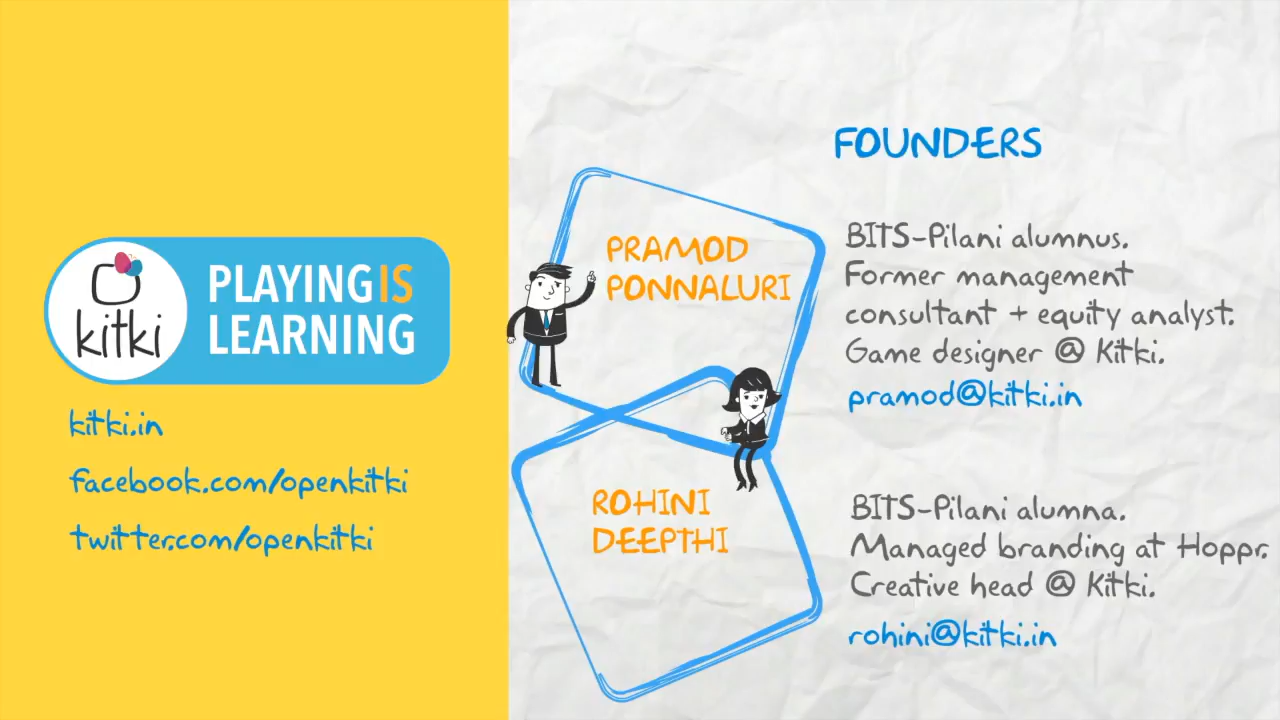 kitki
PLAYING IS
LEARNING
kitki.in
facebook.com/openkitki
twitter.com/openkitki
FOUNDERS
PRAMOD
PONNALURI
BITS-Pilani alumnus.
Former management
consultant + equity analyst.
Game designer @ Kitki.
pramod@kitki.in
ROHINI
DEEPTHI
BITS-Pilani alumna.
Managed branding at Hoppr.
Creative head @ Kitki.
rohini@kitki.in